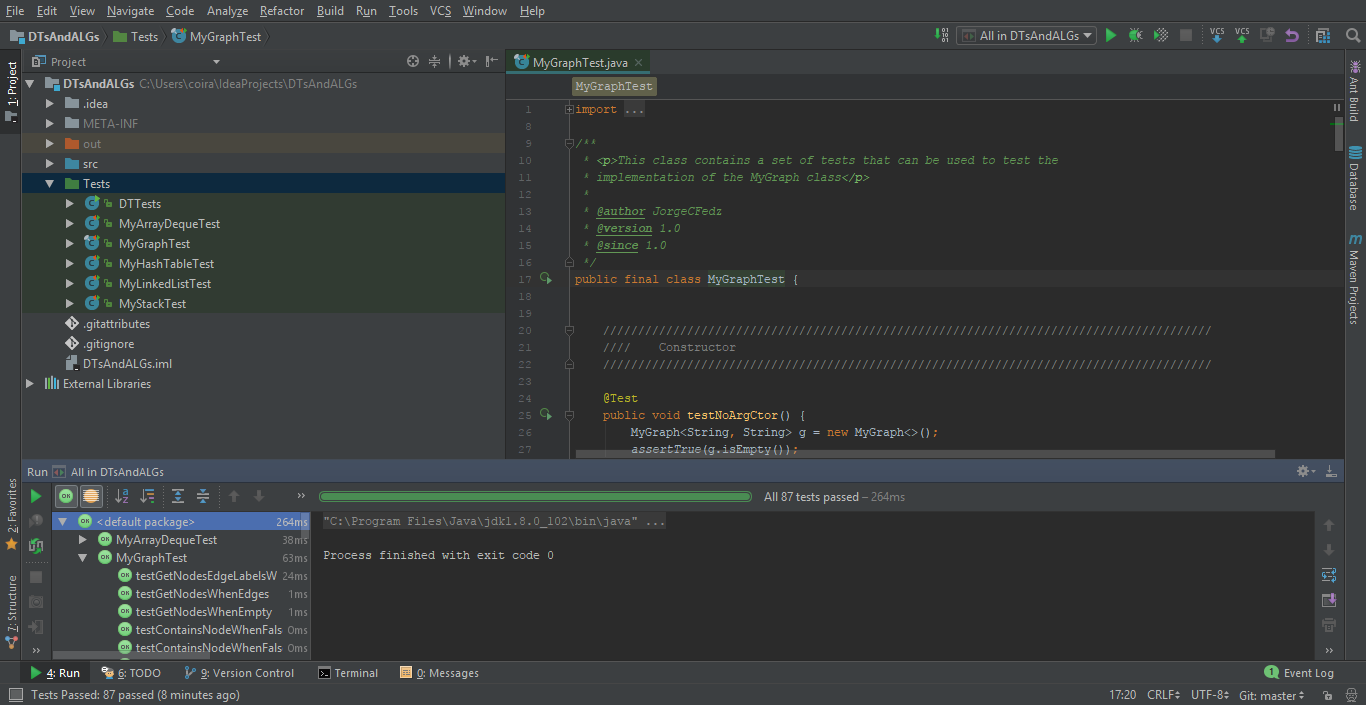 File Edit View Navigate Code Analyze Refactor Build Run Tools VCS Window Help
DTsAndALGs Tests MyGraphTest
All in DTsAndALGs VCS VCS
1: Project
2: Favorites
7: Structure
Project
DTsAndALGs C:\Users\coira\IdeaProjects\DTsAndALGs
.idea
META-INF
out
src
Tests
DTTests
MyArrayDequeTest
MyGraphTest
MyHashTableTest
MyLinkedListTest
MyStackTest
.gitattributes
.gitignore
DTsAndALGs.iml
External Libraries
MyGraphTest.java
MyGraphTest
1 import ...
8
9 /**
10 * <p>This class contains a set of tests that can be used to test the
11 * implementation of the MyGraph class</p>
12 *
13 * @author JorgeCFedz
14 * @version 1.0
15 * @since 1.0
16 */
17 public final class MyGraphTest {
18
19
20 ///////////////////////////////////////////////////////////////////////////////////////
21 //// Constructor
22 ///////////////////////////////////////////////////////////////////////////////////////
23
24 @Test
25 public void testNoArgCtor() {
26 MyGraph<String, String> g = new MyGraph<>();
27 assertTrue(g.isEmpty());
Ant Build
Database
Maven Projects
Run All in DTsAndALGs
All 87 tests passed – 264ms
<default package> 264ms
MyArrayDequeTest 38ms
MyGraphTest 63ms
testGetNodesEdgeLabelsW 24ms
testGetNodesWhenEdges 1ms
testGetNodesWhenEmpty 1ms
testContainsNodeWhenFals 0ms
testContainsNodeWhenFals 0ms
"C:\Program Files\Java\jdk1.8.0_102\bin\java" ...
Process finished with exit code 0
4: Run 6: TODO 9: Version Control Terminal 0: Messages 1 Event Log
Tests Passed: 87 passed (8 minutes ago) 17:20 CRLF UTF-8 Git: master